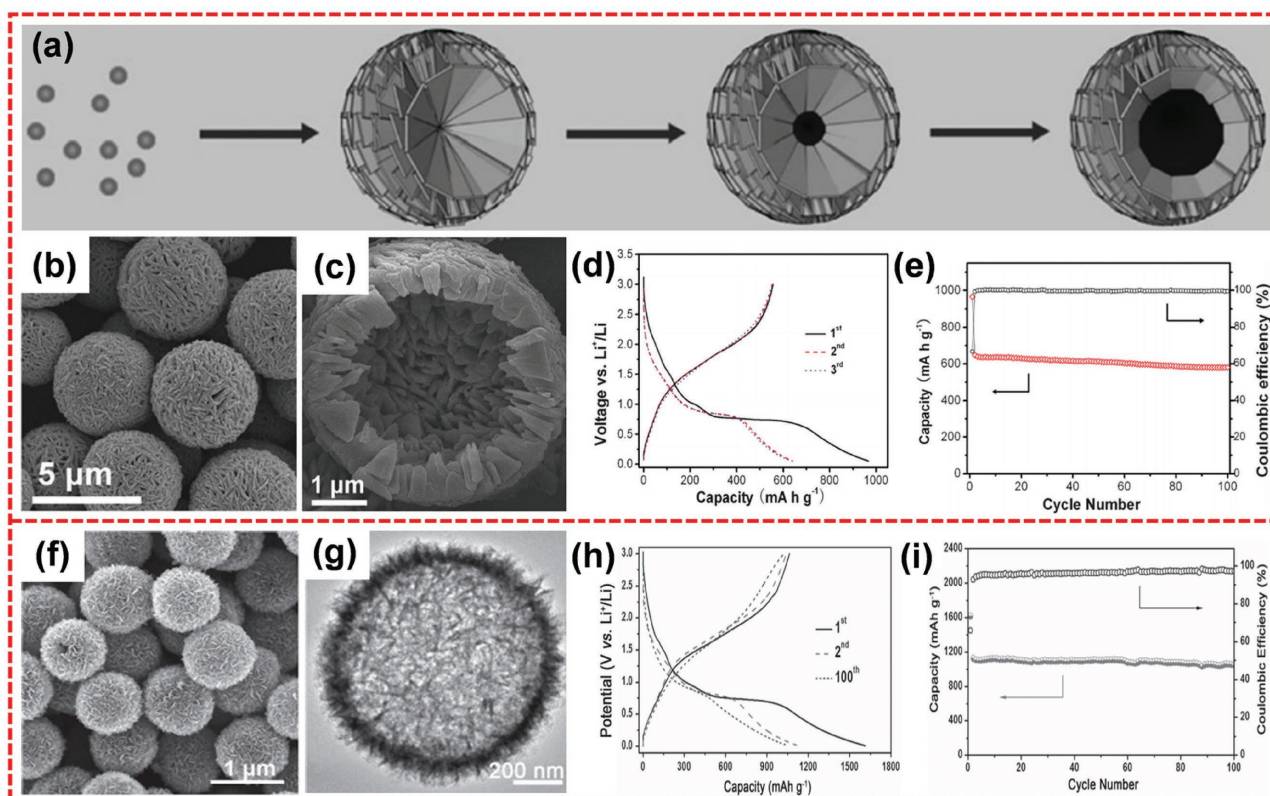 (a)
(b)
5 μm
(c)
1 μm
(d)
Voltage vs. Li⁺/Li
3.5
3.0
2.5
2.0
1.5
1.0
0.5
0.0
1st
2nd
3rd
0 200 400 600 800 1000
Capacity (mA h g⁻¹)
(e)
Capacity (mA h g⁻¹)
1000
800
600
400
200
0
100
80
60
40
20
0
Coulombic efficiency (%)
20 40 60 80 100
Cycle Number
(f)
1 μm
(g)
200 nm
(h)
Potential (V vs. Li⁺/Li)
3.0
2.5
2.0
1.5
1.0
0.5
0.0
1st
2nd
100th
0 300 600 900 1200 1500 1800
Capacity (mAh g⁻¹)
(i)
Capacity (mAh g⁻¹)
2400
2000
1600
1200
800
400
0
100
80
60
40
20
0
Coulombic Efficiency (%)
0 20 40 60 80 100
Cycle Number